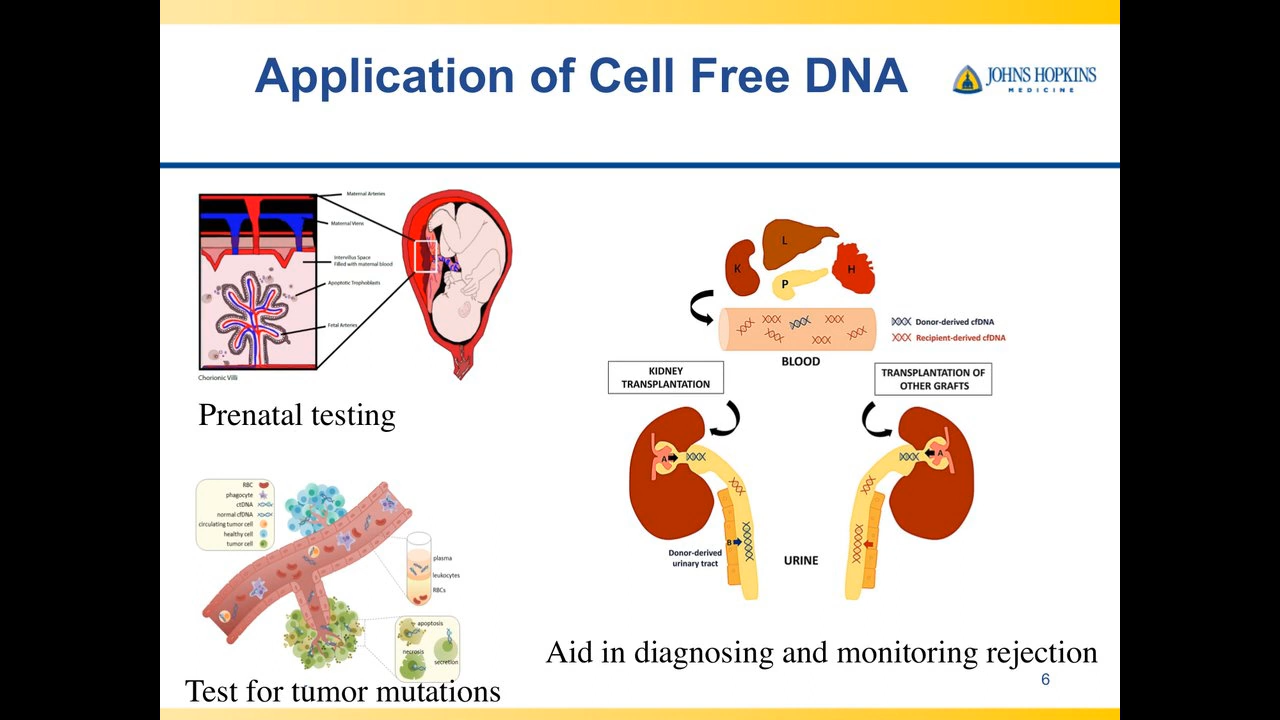 Application of Cell Free DNA
JOHNS HOPKINS
MEDICINE
Maternal Arteries
Maternal Viens
Intervillus Space
Filled with maternal blood
Apoptotic Trophoblasts
Fetal Arteries
Chorionic Villi
Prenatal testing
RBC
phagocyte
ctDNA
normal cfDNA
circulating tumor cell
healthy cell
tumor cell
plasma
leukocytes
RBCs
apoptosis
necrosis
secretion
Test for tumor mutations
L
K
H
P
Donor-derived cfDNA
Recipient-derived cfDNA
BLOOD
KIDNEY
TRANSPLANTATION
TRANSPLANTATION OF
OTHER GRAFTS
A
A
B
Donor-derived
urinary tract
URINE
Aid in diagnosing and monitoring rejection
6